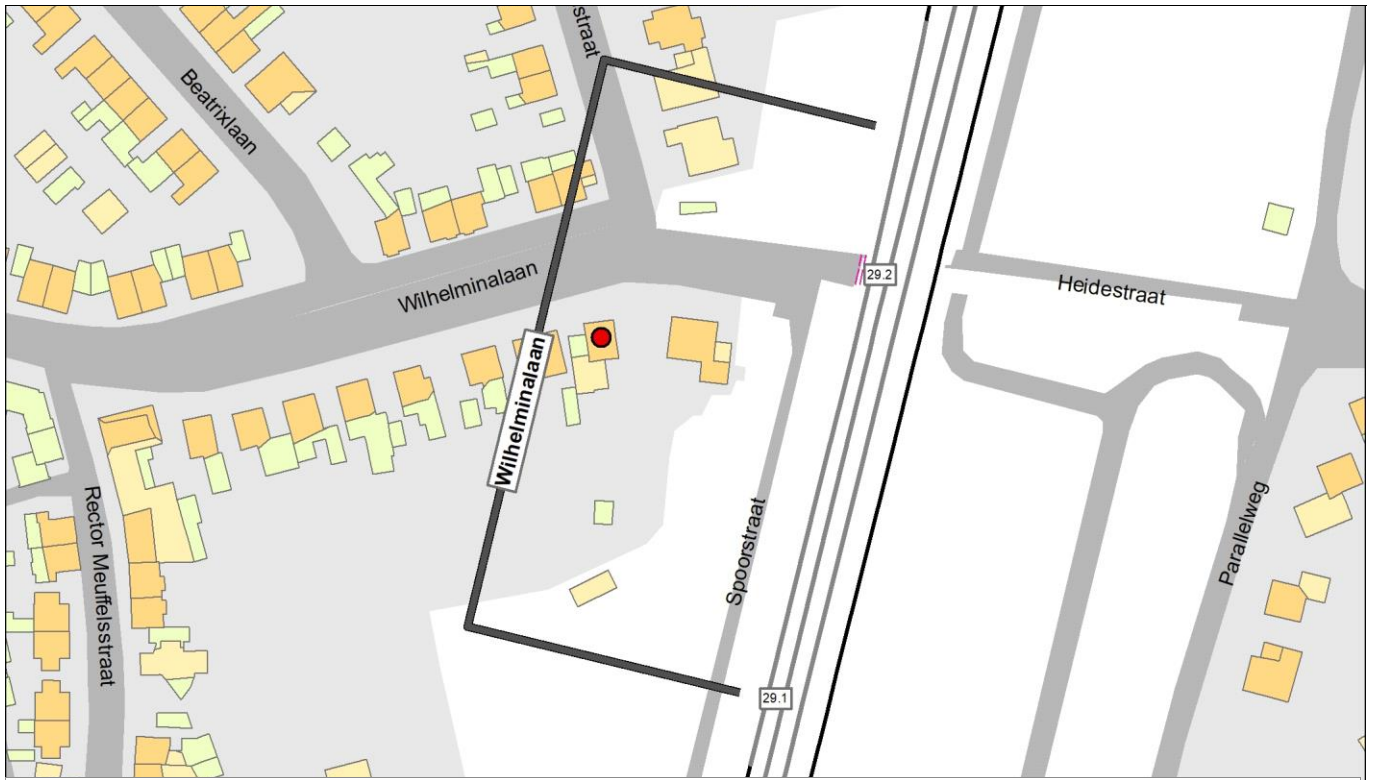 straat
Beatrixlaan
29.2
Wilhelminalaan
Heidestraat
Wilhelminalaan
Rector Meuffelsstraat
Spoorstraat
Parallelweg
29.1